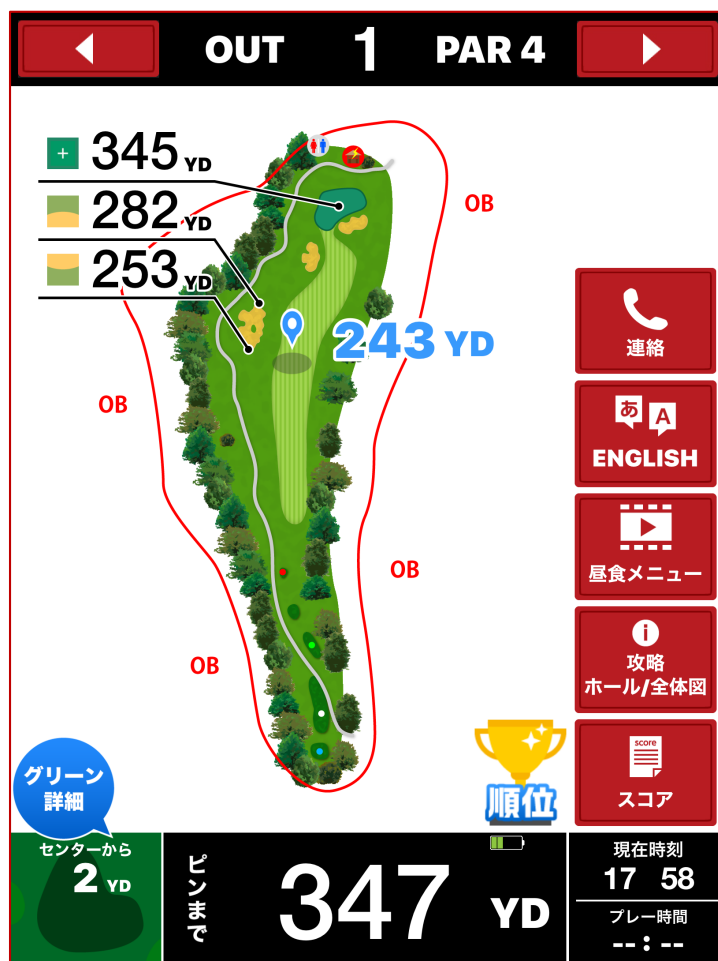 OUT 1 PAR 4
345 YD
282 YD
253 YD
OB
243 YD
OB
OB
OB
連絡
あ A
ENGLISH
昼食メニュー
i
攻略
ホール/全体図
score
スコア
順位
グリーン
詳細
センターから
2 YD
ピンまで
347 YD
現在時刻
17 58
プレー時間
--:--